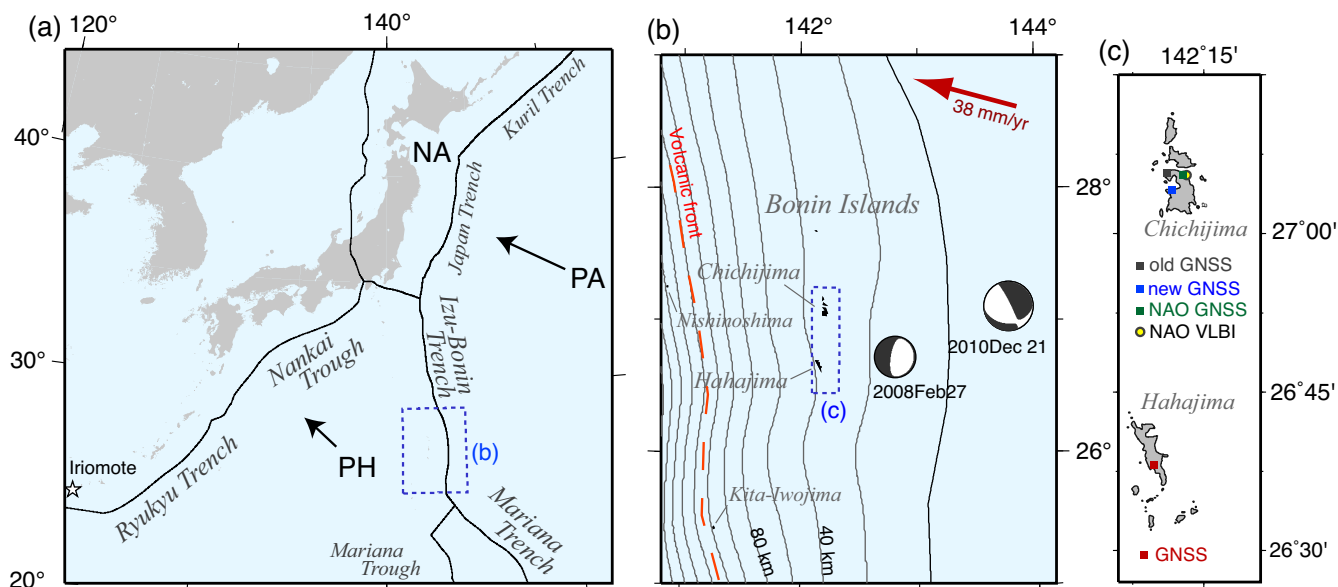 (a)
120°
140°
40°
30°
20°
NA
PA
PH
Kuril Trench
Japan Trench
Izu-Bonin
Trench
Nankai
Trough
Ryukyu Trench
Iriomote
Mariana
Trench
Mariana
Trough
(b)
(b)
142°
144°
28°
26°
38 mm/yr
Volcanic front
Bonin Islands
Chichijima
Nishinoshima
Hahajima
(c)
2010Dec 21
2008Feb27
Kita-Iwojima
80 km
40 km
(c)
142°15'
27°00'
26°45'
26°30'
Chichijima
old GNSS
new GNSS
NAO GNSS
NAO VLBI
Hahajima
GNSS